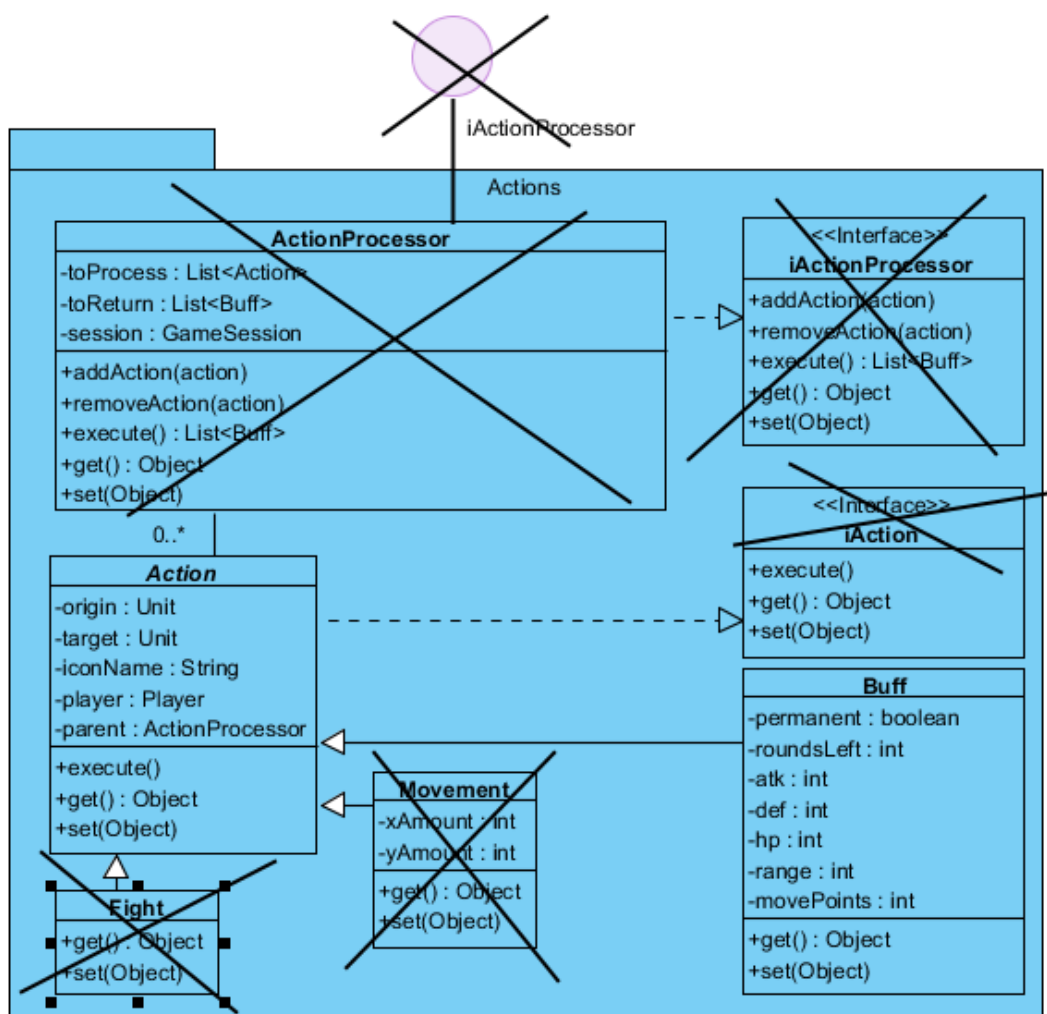 iActionProcessor
Actions
ActionProcessor
-toProcess : List<Action>
-toReturn : List<Buff>
-session : GameSession
+addAction(action)
+removeAction(action)
+execute() : List<Buff>
+get() : Object
+set(Object)
<<Interface>>
iActionProcessor
+addAction(action)
+removeAction(action)
+execute() : List<Buff>
+get() : Object
+set(Object)
0..*
<<Interface>>
iAction
+execute()
+get() : Object
+set(Object)
Action
-origin : Unit
-target : Unit
-iconName : String
-player : Player
-parent : ActionProcessor
+execute()
+get() : Object
+set(Object)
Buff
-permanent : boolean
-roundsLeft : int
-atk : int
-def : int
-hp : int
-range : int
-movePoints : int
+get() : Object
+set(Object)
Movement
-xAmount : int
-yAmount : int
+get() : Object
+set(Object)
Fight
+get() : Object
+set(Object)